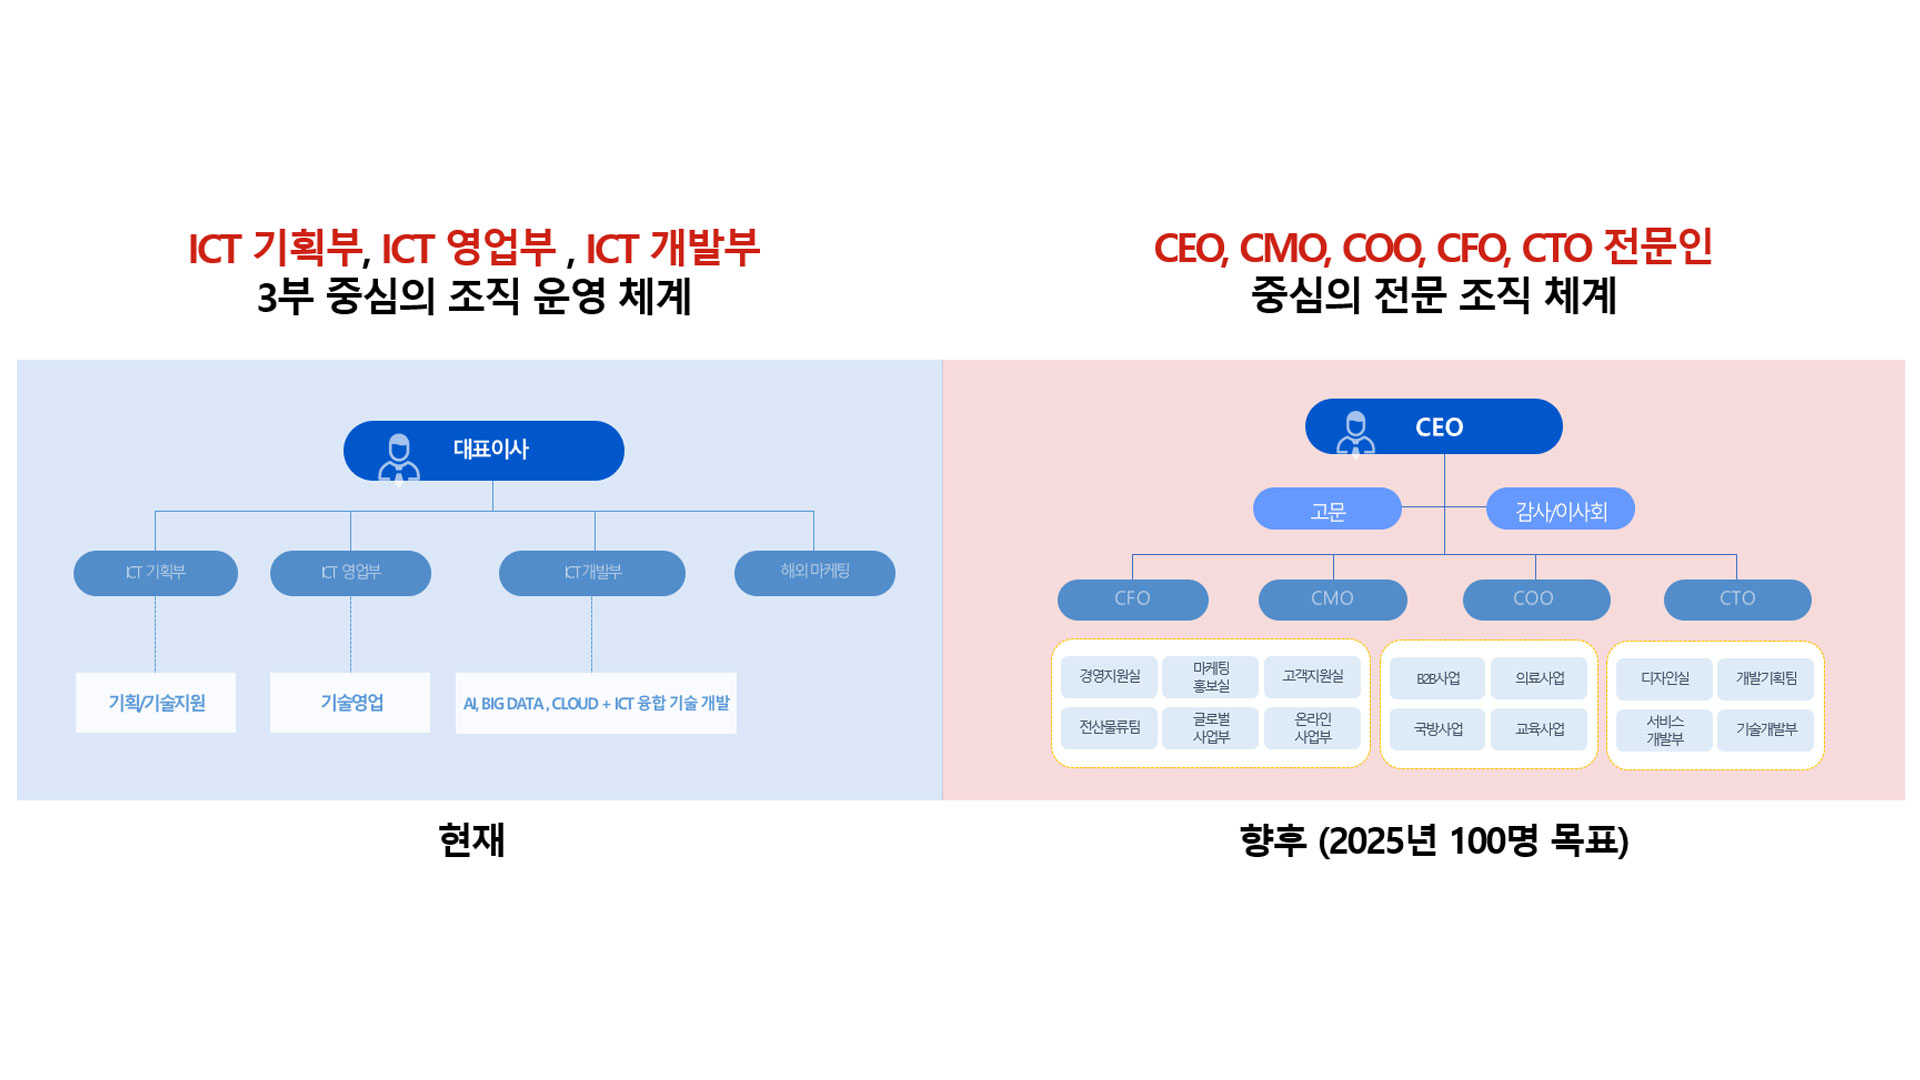 ICT 기획부, ICT 영업부 , ICT 개발부
3부 중심의 조직 운영 체계
대표이사
ICT 기획부
ICT 영업부
ICT개발부
해외 마케팅
기획/기술지원
기술영업
AI, BIG DATA , CLOUD + ICT 융합 기술 개발
현재
CEO, CMO, COO, CFO, CTO 전문인
중심의 전문 조직 체계
CEO
고문
감사/이사회
CFO
CMO
COO
CTO
경영지원실
마케팅
홍보실
고객지원실
전산물류팀
글로벌
사업부
온라인
사업부
B2B사업
의료사업
국방사업
교육사업
디자인실
개발기획팀
서비스
개발부
기술개발부
향후 (2025년 100명 목표)